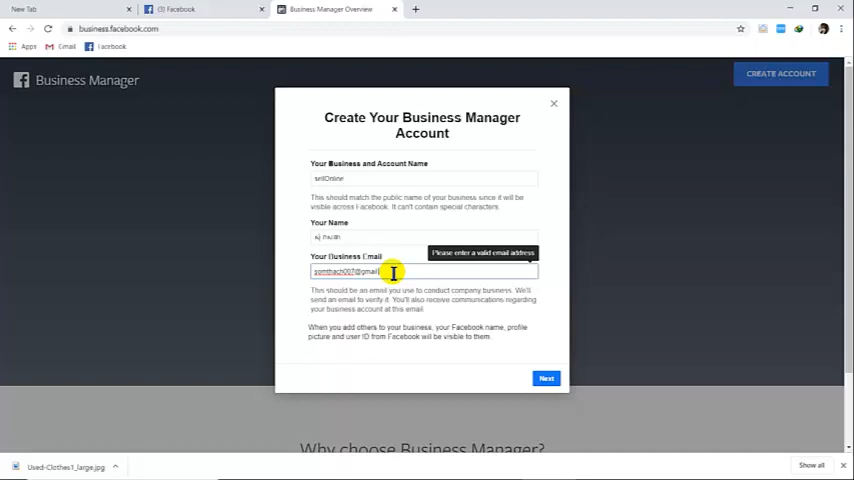 New Tab
(3) Facebook
Business Manager Overview
business.facebook.com
Apps
Gmail
Facebook
Business Manager
CREATE ACCOUNT
Create Your Business Manager
Account
Your Business and Account Name
sellOnline
This should match the public name of your business since it will be
visible across Facebook. It can't contain special characters.
Your Name
Please enter a valid email address
Your Business Email
somthach007@gmail
This should be an email you use to conduct company business. We'll
send an email to verify it. You'll also receive communications regarding
your business account at this email
When you add others to your business, your Facebook name, profile
picture and user ID from Facebook will be visible to them.
Next
Why choose Business Manager?
Used-Clothes1_large.jpg
Show all